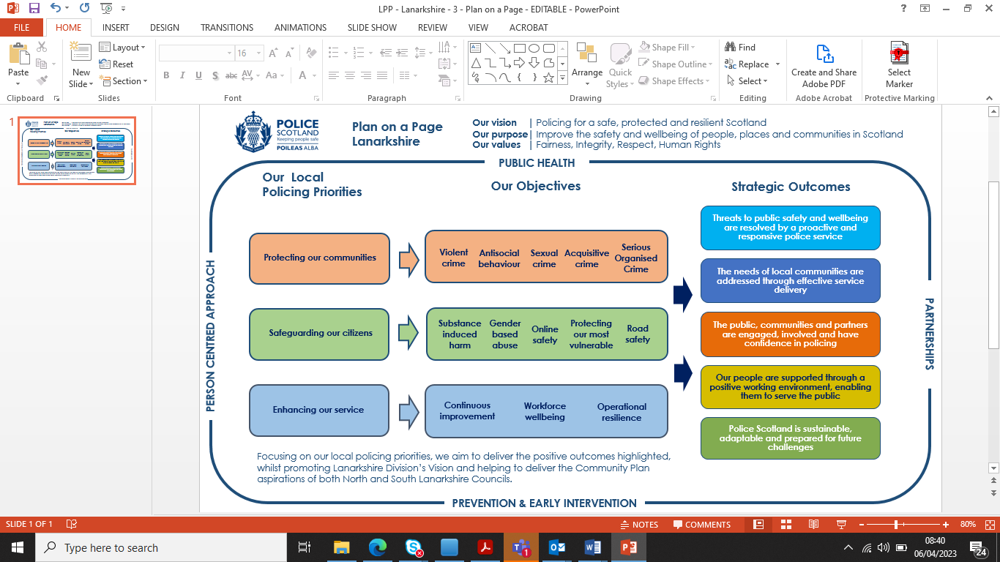 LPP - Lanarkshire - 3 - Plan on a Page - EDITABLE - PowerPoint
FILE HOME INSERT DESIGN TRANSITIONS ANIMATIONS SLIDE SHOW REVIEW VIEW ACROBAT
Paste
New
Slide
Layout
Reset
Section
16
B I U S abc AV Aa A
Arrange
Quick
Styles
Shape Fill
Shape Outline
Shape Effects
Find
Replace
Select
Create and Share
Adobe PDF
Select
Marker
Clipboard Slides Font Paragraph Drawing Editing Adobe Acrobat Protective Marking
1
POLICE
SCOTLAND
Keeping people safe
POILEAS ALBA
Plan on a Page
Lanarkshire
Our vision | Policing for a safe, protected and resilient Scotland
Our purpose | Improve the safety and wellbeing of people, places and communities in Scotland
Our values | Fairness, Integrity, Respect, Human Rights
PUBLIC HEALTH
PERSON CENTRED APPROACH
PARTNERSHIPS
Our Local
Policing Priorities
Our Objectives
Strategic Outcomes
Protecting our communities
Violent
crime
Antisocial
behaviour
Sexual
crime
Acquisitive
crime
Serious
Organised
Crime
Safeguarding our citizens
Substance
induced
harm
Gender
based
abuse
Online
safety
Protecting
our most
vulnerable
Road
safety
Enhancing our service
Continuous
improvement
Workforce
wellbeing
Operational
resilience
Threats to public safety and wellbeing
are resolved by a proactive and
responsive police service
The needs of local communities are
addressed through effective service
delivery
The public, communities and partners
are engaged, involved and have
confidence in policing
Our people are supported through a
positive working environment, enabling
them to serve the public
Police Scotland is sustainable,
adaptable and prepared for future
challenges
Focusing on our local policing priorities, we aim to deliver the positive outcomes highlighted,
whilst promoting Lanarkshire Division's Vision and helping to deliver the Community Plan
aspirations of both North and South Lanarkshire Councils.
PREVENTION & EARLY INTERVENTION
SLIDE 1 OF 1 NOTES COMMENTS 80%
Type here to search
1
08:40
06/04/2023
24